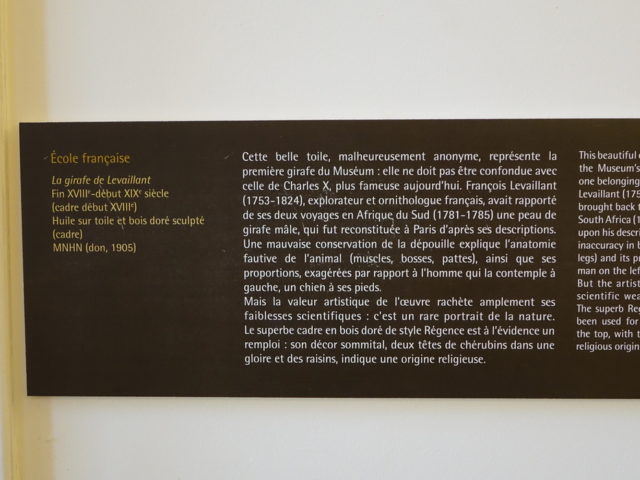 École française
La girafe de Levaillant
Fin XVIIIᵉ-début XIXᵉ siècle
(cadre début XVIIIᵉ)
Huile sur toile et bois doré sculpté
(cadre)
MNHN (don, 1905)
Cette belle toile, malheureusement anonyme, représente la
première girafe du Muséum : elle ne doit pas être confondue avec
celle de Charles X, plus fameuse aujourd'hui. François Levaillant
(1753-1824), explorateur et ornithologue français, avait rapporté
de ses deux voyages en Afrique du Sud (1781-1785) une peau de
girafe mâle, qui fut reconstituée à Paris d'après ses descriptions.
Une mauvaise conservation de la dépouille explique l'anatomie
fautive de l'animal (muscles, bosses, pattes), ainsi que ses
proportions, exagérées par rapport à l'homme qui la contemple à
gauche, un chien à ses pieds.
Mais la valeur artistique de l'œuvre rachète amplement ses
faiblesses scientifiques : c'est un rare portrait de la nature.
Le superbe cadre en bois doré de style Régence est à l'évidence un
remploi : son décor sommital, deux têtes de chérubins dans une
gloire et des raisins, indique une origine religieuse.
This beautiful
the Museum's
one belonging
Levaillant (175
brought back
South Africa (1
upon his descri
inaccuracy in
legs) and its pr
man on the lef
But the artist
scientific wea
The superb Reg
been used for
the top, with t
religious origin